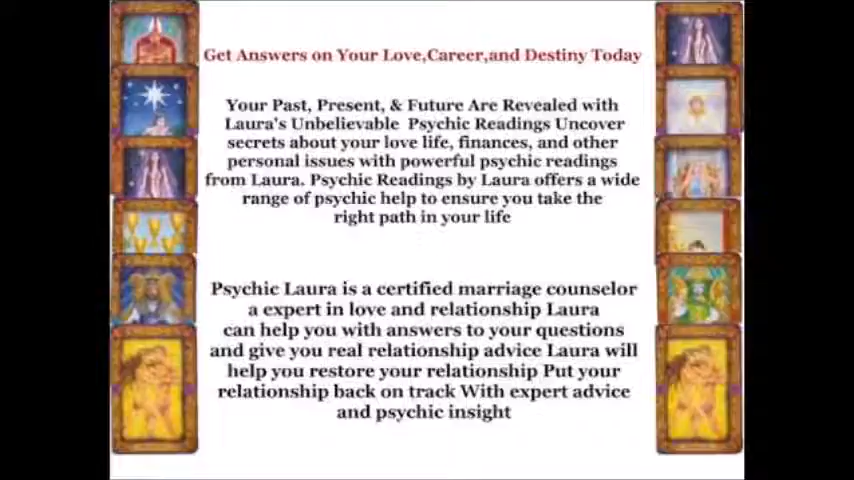 Get Answers on Your Love,Career,and Destiny Today
Your Past, Present, & Future Are Revealed with
Laura's Unbelievable Psychic Readings Uncover
secrets about your love life, finances, and other
personal issues with powerful psychic readings
from Laura. Psychic Readings by Laura offers a wide
range of psychic help to ensure you take the
right path in your life
Psychic Laura is a certified marriage counselor
a expert in love and relationship Laura
can help you with answers to your questions
and give you real relationship advice Laura will
help you restore your relationship Put your
relationship back on track With expert advice
and psychic insight